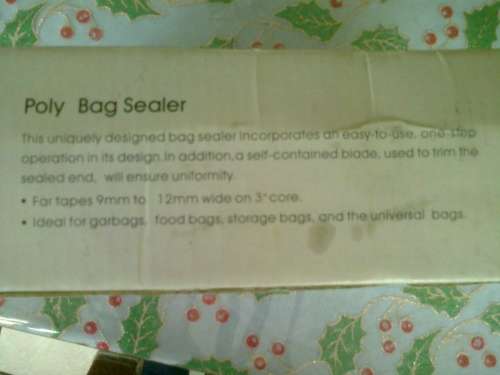 Poly Bag Sealer
This uniquely designed bag sealer incorporates an easy-to-use, one-step
operation in its design. In addition, a self-contained blade, used to trim the
sealed end, will ensure uniformity.
• For tapes 9mm to 12mm wide on 3" core.
• Ideal for garbags, food bags, storage bags, and the universal bags.